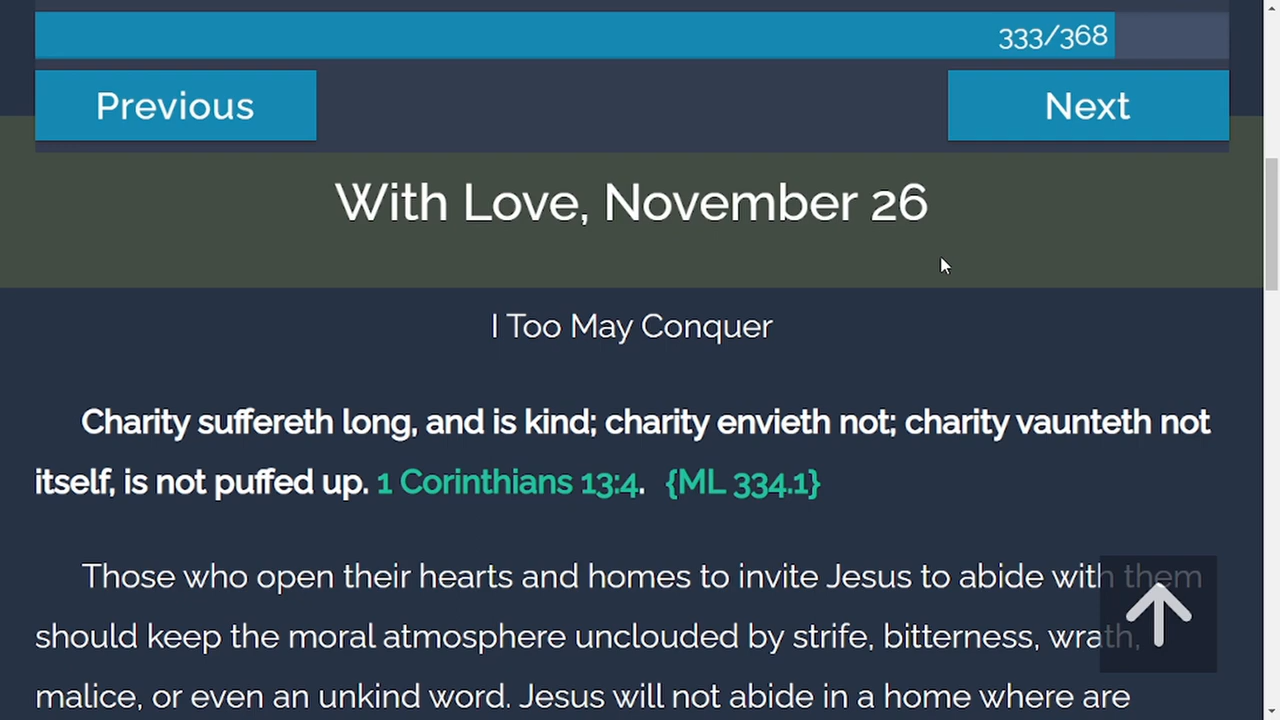 333/368
Previous
Next
With Love, November 26
I Too May Conquer
Charity suffereth long, and is kind; charity envieth not; charity vaunteth not
itself, is not puffed up. 1 Corinthians 13:4. {ML 334.1}
Those who open their hearts and homes to invite Jesus to abide with them
should keep the moral atmosphere unclouded by strife, bitterness, wrath,
malice, or even an unkind word. Jesus will not abide in a home where are